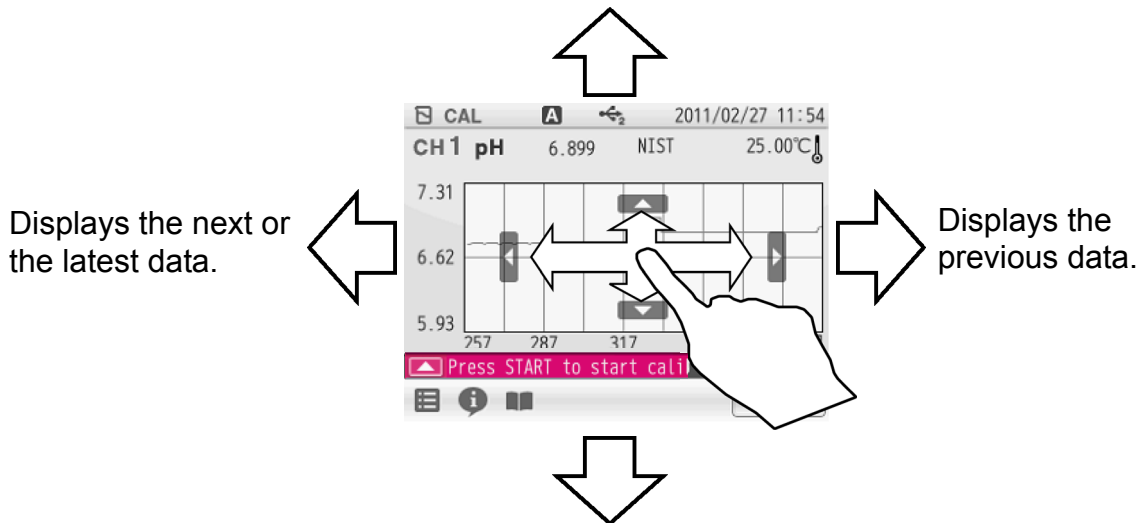 CAL A 2 2011/02/27 11:54
CH1 pH 6.899 NIST 25.00℃
7.31
6.62
5.93
257 287 317
Press START to start cali
Displays the next or
the latest data.
Displays the
previous data.